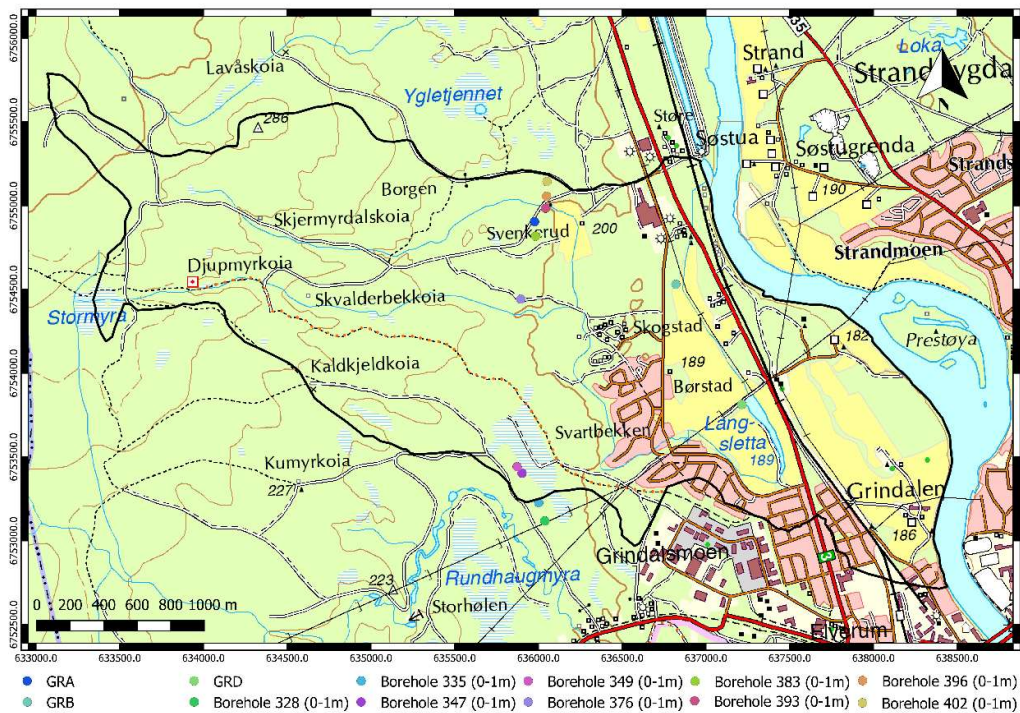 Lavåskoia
286
Ygletjennet
Støre
Søstua
Strand
Loka
Søstugrenda
190
Strands
Strandmoen
Borgen
Skjermyrdalskoia
Svenkerud
200
Djupmyrkoia
Stormyra
Skvalderbekkoia
Skogstad
182
Prestøya
Kaldkjeldkoia
189
Børstad
Lang-
sletta
189
Svartbekken
Kumyrkoia
227
Grindalen
186
Grindalsmoen
3
Rundhaugmyra
223
Storhølen
Elverum
N
6756000.0
6755500.0
6755000.0
6754500.0
6754000.0
6753500.0
6753000.0
6752500.0
0 200 400 600 800 1000 m
633000.0 633500.0 634000.0 634500.0 635000.0 635500.0 636000.0 636500.0 637000.0 637500.0 638000.0 638500.0
GRA GRD Borehole 335 (0-1m) Borehole 349 (0-1m) Borehole 383 (0-1m) Borehole 396 (0-1m)
GRB Borehole 328 (0-1m) Borehole 347 (0-1m) Borehole 376 (0-1m) Borehole 393 (0-1m) Borehole 402 (0-1m)